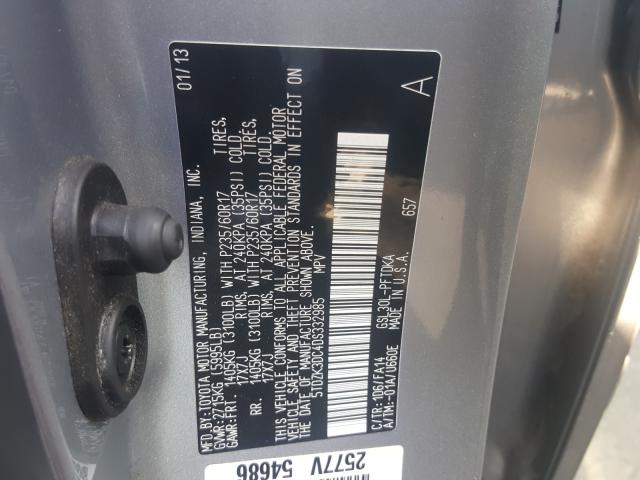 MFD. BY: TOYOTA MOTOR MANUFACTURING, INDIANA, INC. 01/13
GVWR: 2715KG (5995LB)
GAWR: FRT. 1405KG (3100LB) WITH P235/60R17 TIRES,
17X7J RIMS, AT 240KPA (35PSI) COLD.
RR. 1405KG (3100LB) WITH P235/60R17 TIRES,
17X7J RIMS, AT 240KPA (35PSI) COLD.
THIS VEHICLE CONFORMS TO ALL APPLICABLE FEDERAL MOTOR
VEHICLE SAFETY AND THEFT PREVENTION STANDARDS IN EFFECT ON
THE DATE OF MANUFACTURE SHOWN ABOVE.
5TDZK3DC4DS332985 MPV
A
657
C/TR: 1D6/FA14 GSL30L-PFTDKA
A/TM: -01A/U660E MADE IN U.S.A.
2577V
54686